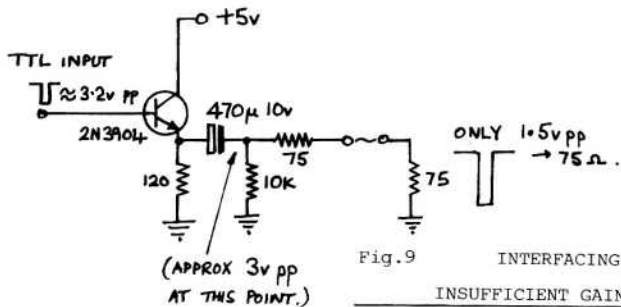 +5v
TTL INPUT
≈ 3·2v pp
2N3904
470µ 10v
75
120
10K
75
ONLY 1·5v pp
→ 75 Ω.
(APPROX 3v pp
AT THIS POINT.)
Fig.9 INTERFACING
INSUFFICIENT GAIN